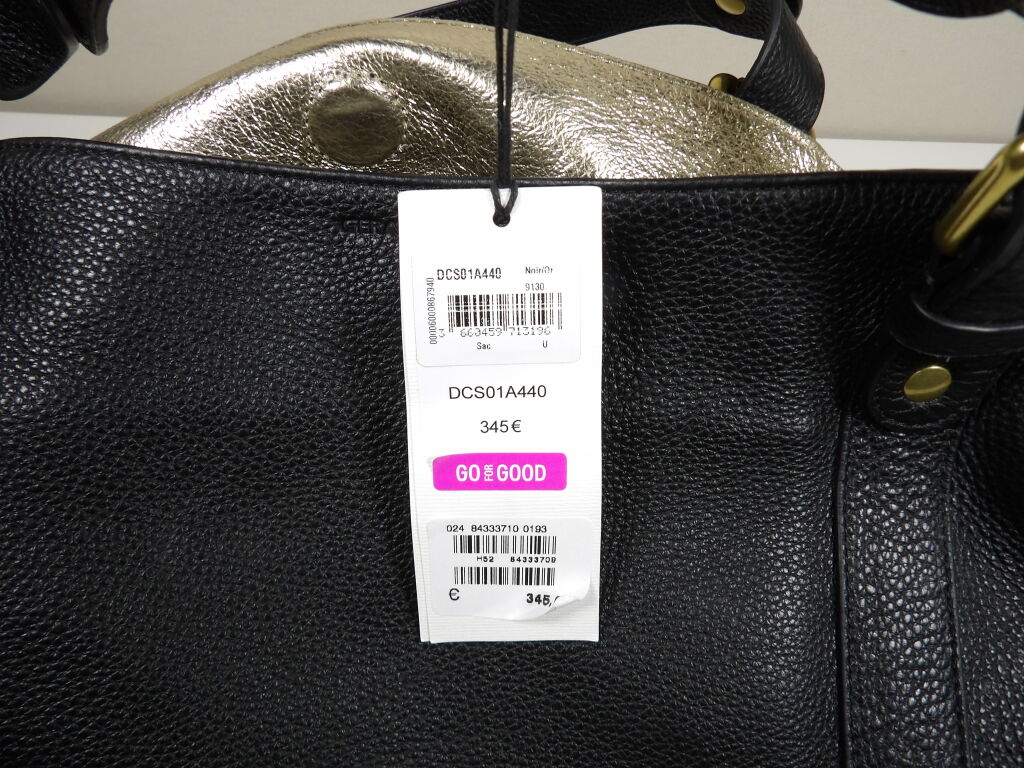 DCS01A440 Noir/Or
9130
00006000867940
3 660459 713196
Sac U
DCS01A440
345€
GO FOR GOOD
024 84333710 0193
H52 84333709
€ 345,